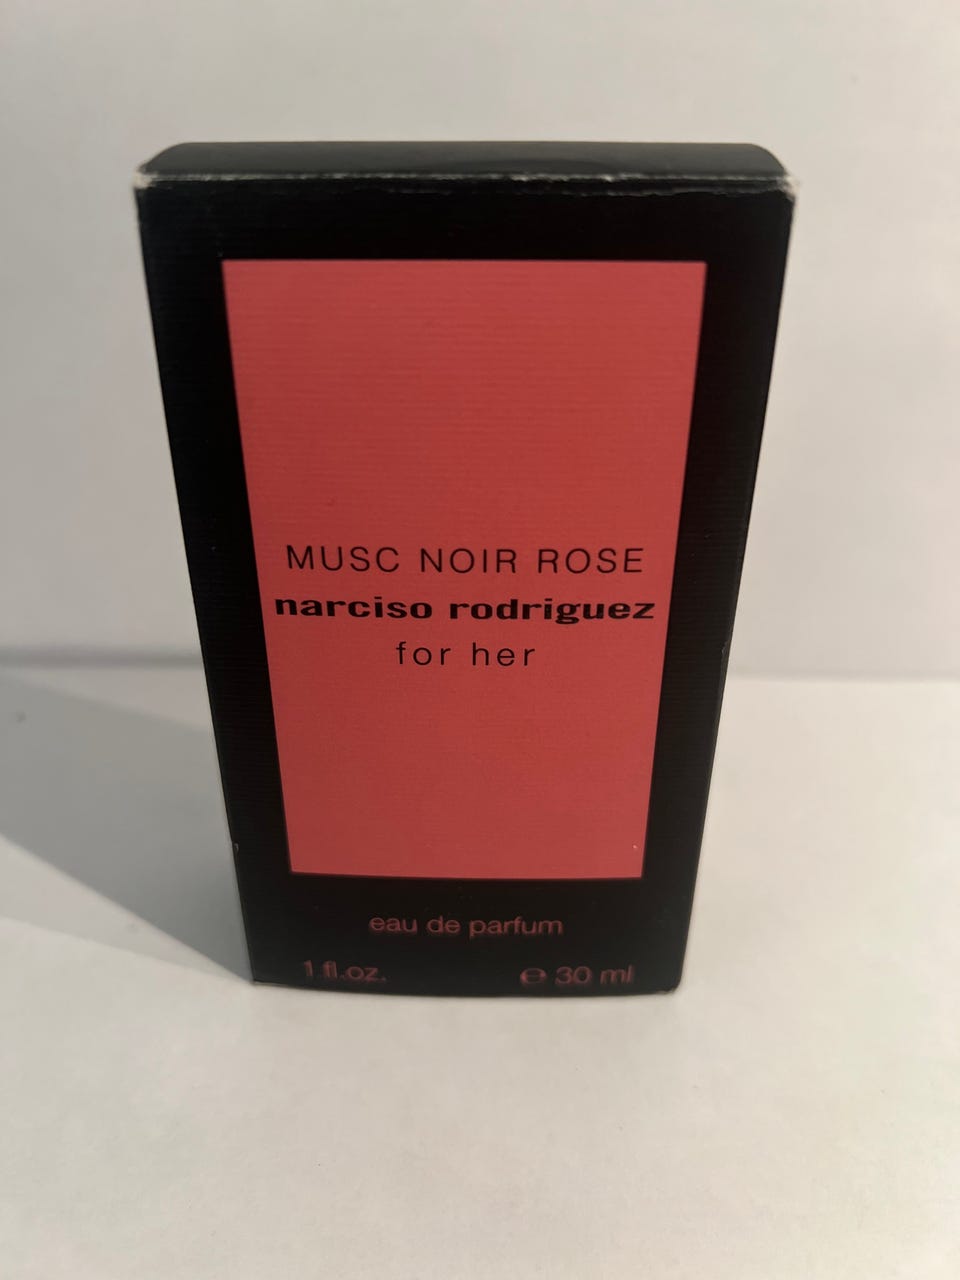 MUSC NOIR ROSE
narciso rodriguez
for her
eau de parfum
1 fl.oz. ℮ 30 ml